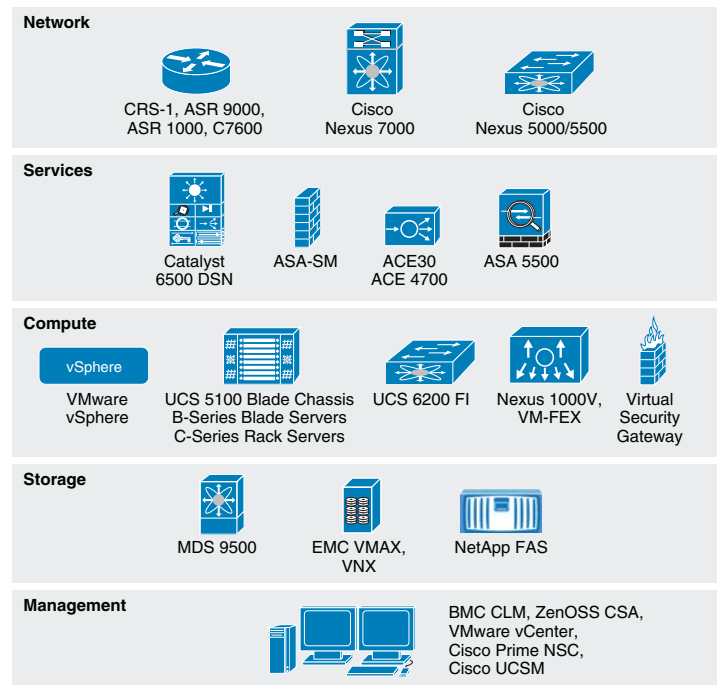 Network
CRS-1, ASR 9000,
ASR 1000, C7600
Cisco
Nexus 7000
Cisco
Nexus 5000/5500
Services
Catalyst
6500 DSN
ASA-SM
ACE30
ACE 4700
ASA 5500
Compute
vSphere
VMware
vSphere
UCS 5100 Blade Chassis
B-Series Blade Servers
C-Series Rack Servers
UCS 6200 FI
Nexus 1000V,
VM-FEX
Virtual
Security
Gateway
Storage
MDS 9500
EMC VMAX,
VNX
NetApp FAS
Management
BMC CLM, ZenOSS CSA,
VMware vCenter,
Cisco Prime NSC,
Cisco UCSM